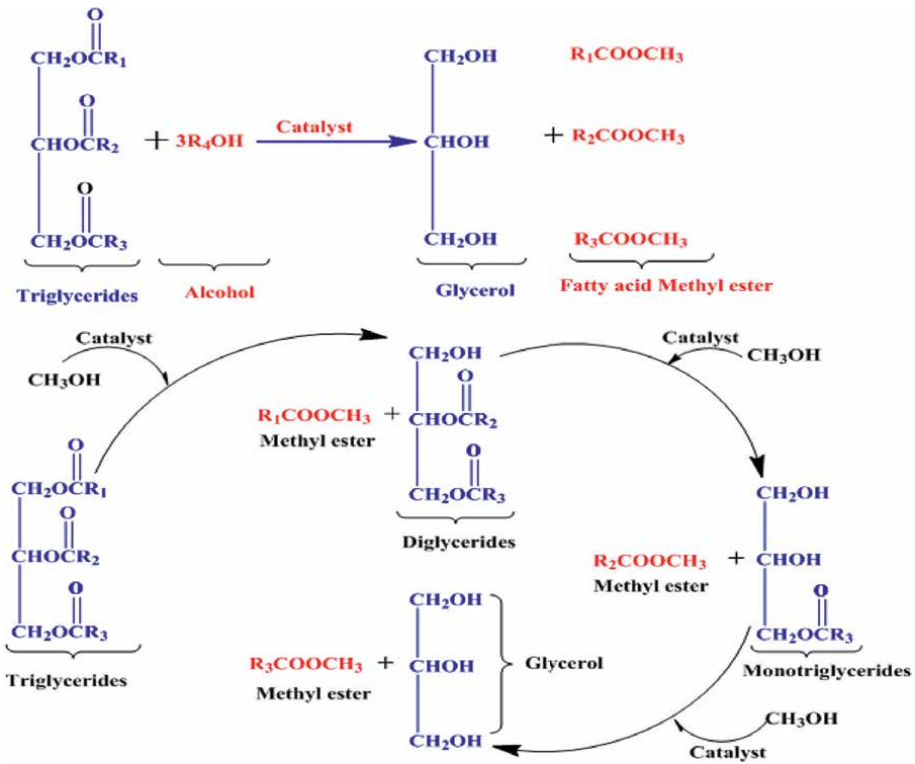 O
CH₂OCR₁
O
CHOCR₂ + 3R₄OH
Catalyst
O
CH₂OCR₃
CH₂OH
CHOH
CH₂OH
R₁COOCH₃
+ R₂COOCH₃
R₃COOCH₃
Triglycerides
Alcohol
Glycerol
Fatty acid Methyl ester
Catalyst
CH₃OH
O
CH₂OCR₁
O
CHOCR₂
O
CH₂OCR₃
Triglycerides
R₁COOCH₃ +
Methyl ester
CH₂OH
O
CHOCR₂
O
CH₂OCR₃
Diglycerides
Catalyst
CH₃OH
R₂COOCH₃ +
Methyl ester
CH₂OH
CHOH
O
CH₂OCR₃
Monotriglycerides
CH₃OH
Catalyst
R₃COOCH₃ +
Methyl ester
CH₂OH
CHOH
CH₂OH
Glycerol